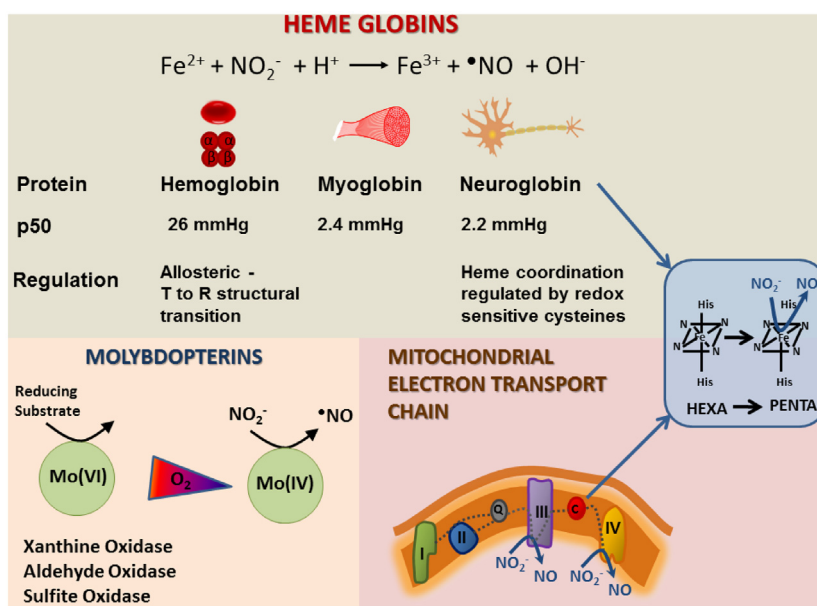 HEME GLOBINS
Fe²⁺ + NO₂⁻ + H⁺ → Fe³⁺ + •NO + OH⁻
α α
β β
Protein Hemoglobin Myoglobin Neuroglobin
p50 26 mmHg 2.4 mmHg 2.2 mmHg
Regulation
Allosteric -
T to R structural
transition
Heme coordination
regulated by redox
sensitive cysteines
NO₂⁻ NO
His His
N N N N
Fe Fe
N N N N
His His
HEXA → PENTA
MOLYBDOPTERINS
Reducing
Substrate
NO₂⁻ •NO
Mo(VI) O₂ Mo(IV)
Xanthine Oxidase
Aldehyde Oxidase
Sulfite Oxidase
MITOCHONDRIAL
ELECTRON TRANSPORT
CHAIN
I II Q III C IV
NO₂⁻ NO
NO₂⁻ NO